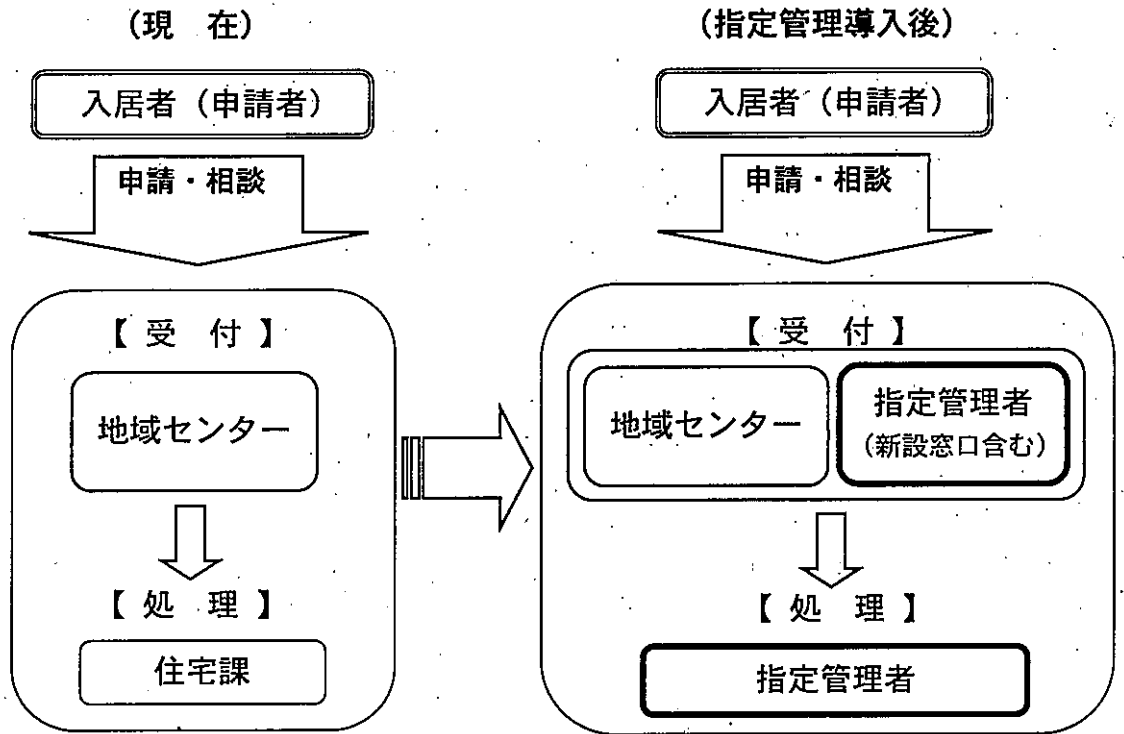 (現 在)
入居者（申請者）
申請・相談
【 受 付 】
地域センター
【 処 理 】
住宅課
(指定管理導入後)
入居者（申請者）
申請・相談
【 受 付 】
地域センター
指定管理者
（新設窓口含む）
【 処 理 】
指定管理者